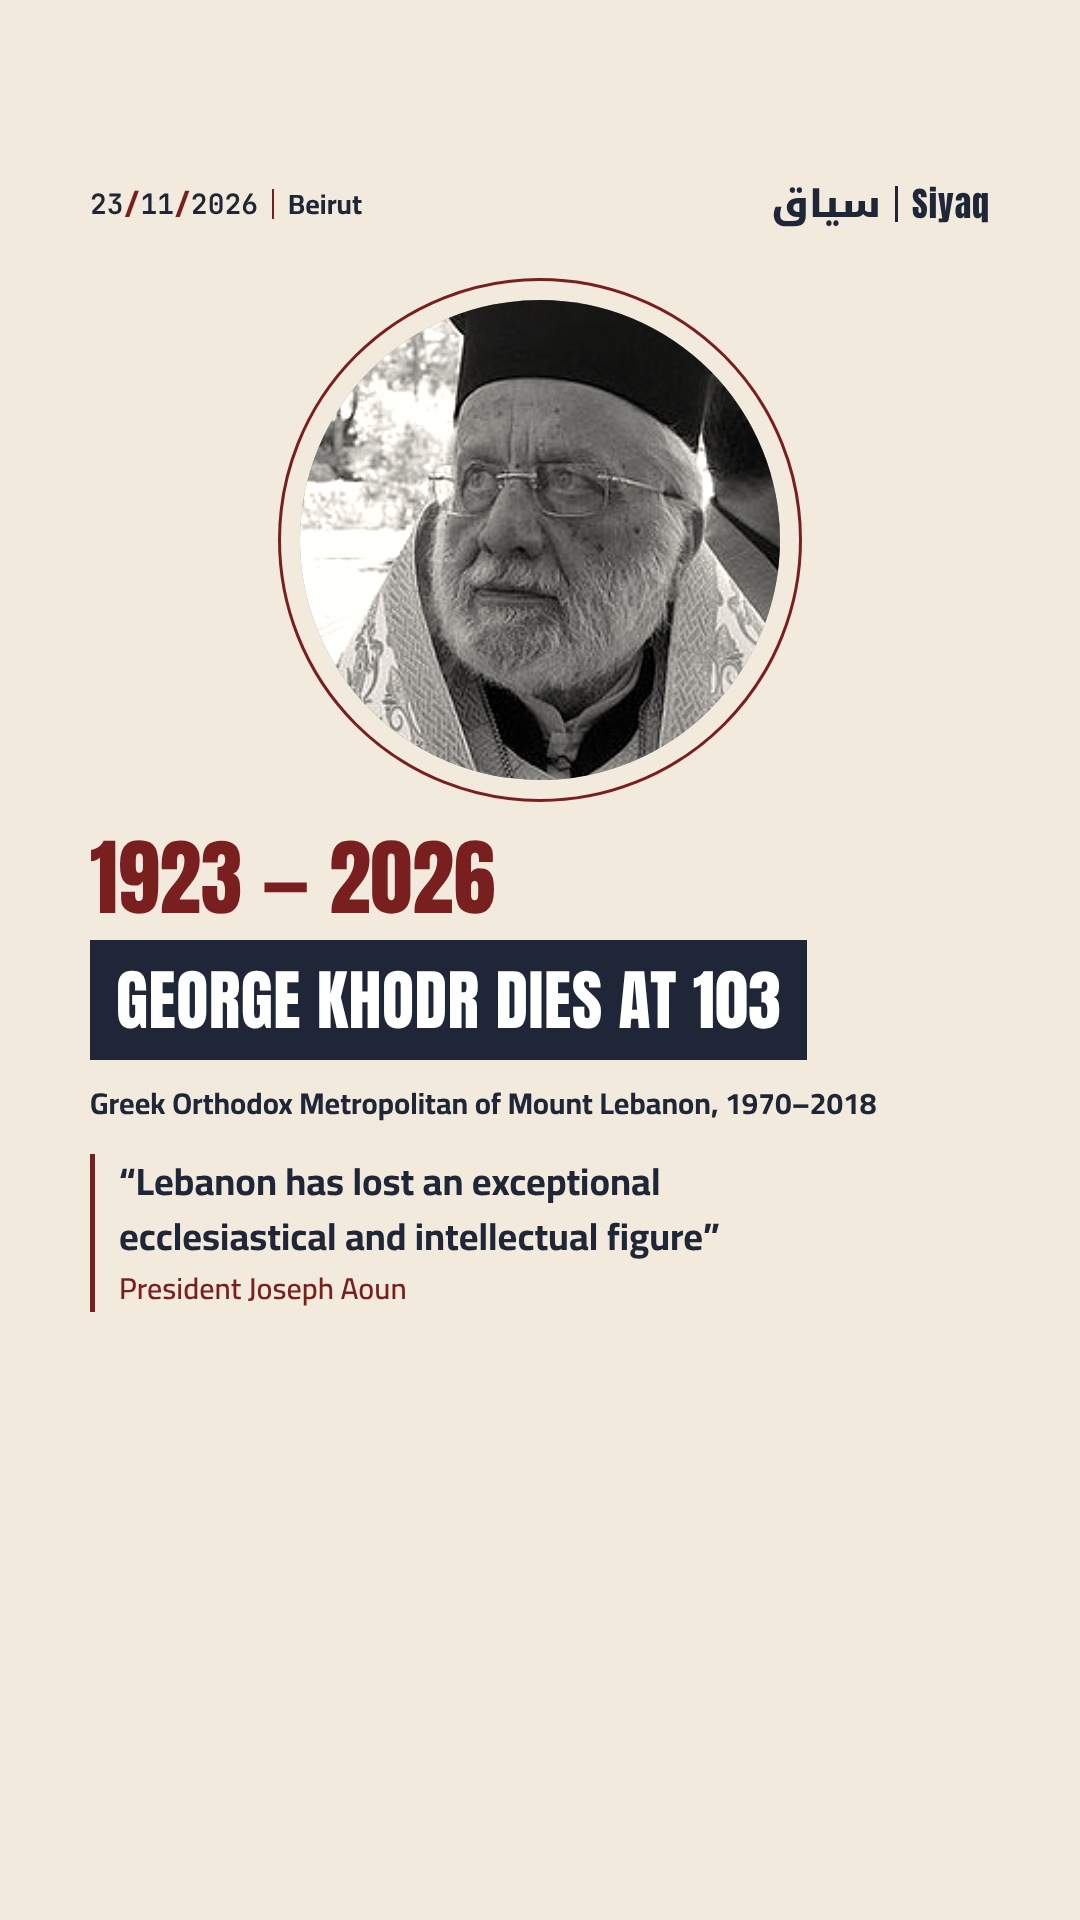 23/11/2026 | Beirut
سياق | Siyaq
1923 – 2026
GEORGE KHODR DIES AT 103
Greek Orthodox Metropolitan of Mount Lebanon, 1970–2018
“Lebanon has lost an exceptional
ecclesiastical and intellectual figure”
President Joseph Aoun